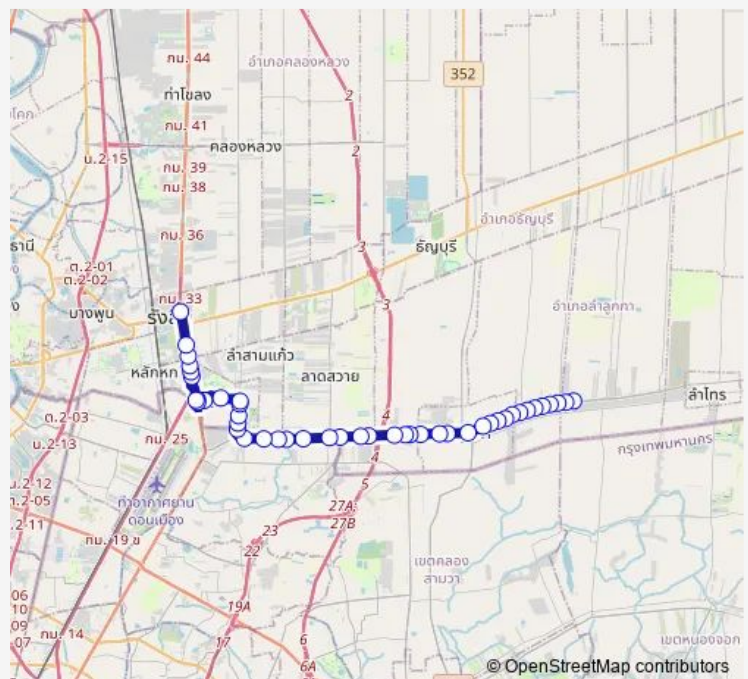 กม. 44
อำเภอคลองหลวง
352
ท่าโขลง
2
กม. 41
น.2-15
คลองหลวง
2
กม. 39
กม. 38
อำเภอธัญบุรี
กม. 36
ธานี
ต.2-01
ต.2-02
3
ธัญบุรี
กม. 33
3
อำเภอลำลูกกา
บางพูน
ลำสามแก้ว
หลักหก
ลาดสวาย
ลำไทร
ต.2-03
4
กม. 25
น.2-13
4
กรุงเทพมหานคร
น.2-12
5
ท่าอากาศยาน
ดอนเมือง
2-05
2-11
27A;
27B
23
กม. 19 ข
22
เขตคลอง
สามวา
06
10
19A
09
07
กม. 14
17
6
เขตหนองจอก
6A
© OpenStreetMap contributors